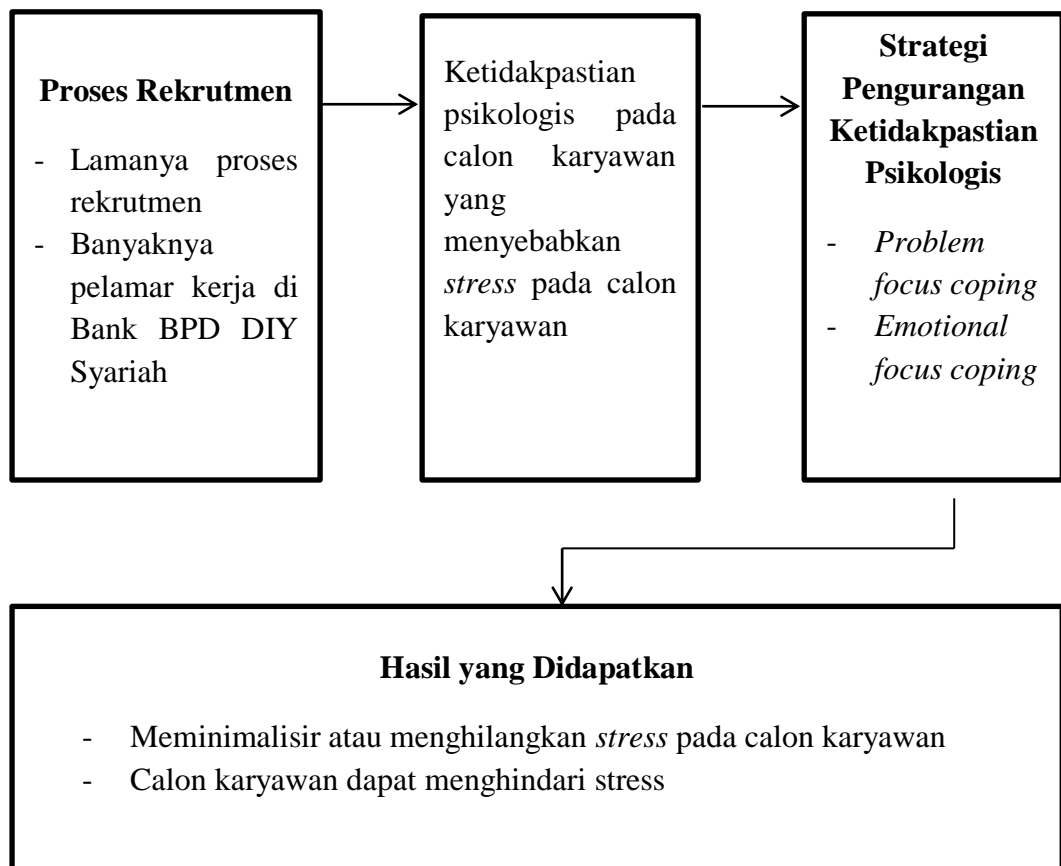 Proses Rekrutmen
- Lamanya proses
rekrutmen
- Banyaknya
pelamar kerja di
Bank BPD DIY
Syariah
Ketidakpastian
psikologis pada
calon karyawan
yang
menyebabkan
stress pada calon
karyawan
Strategi
Pengurangan
Ketidakpastian
Psikologis
- Problem
focus coping
- Emotional
focus coping
Hasil yang Didapatkan
- Meminimalisir atau menghilangkan stress pada calon karyawan
- Calon karyawan dapat menghindari stress